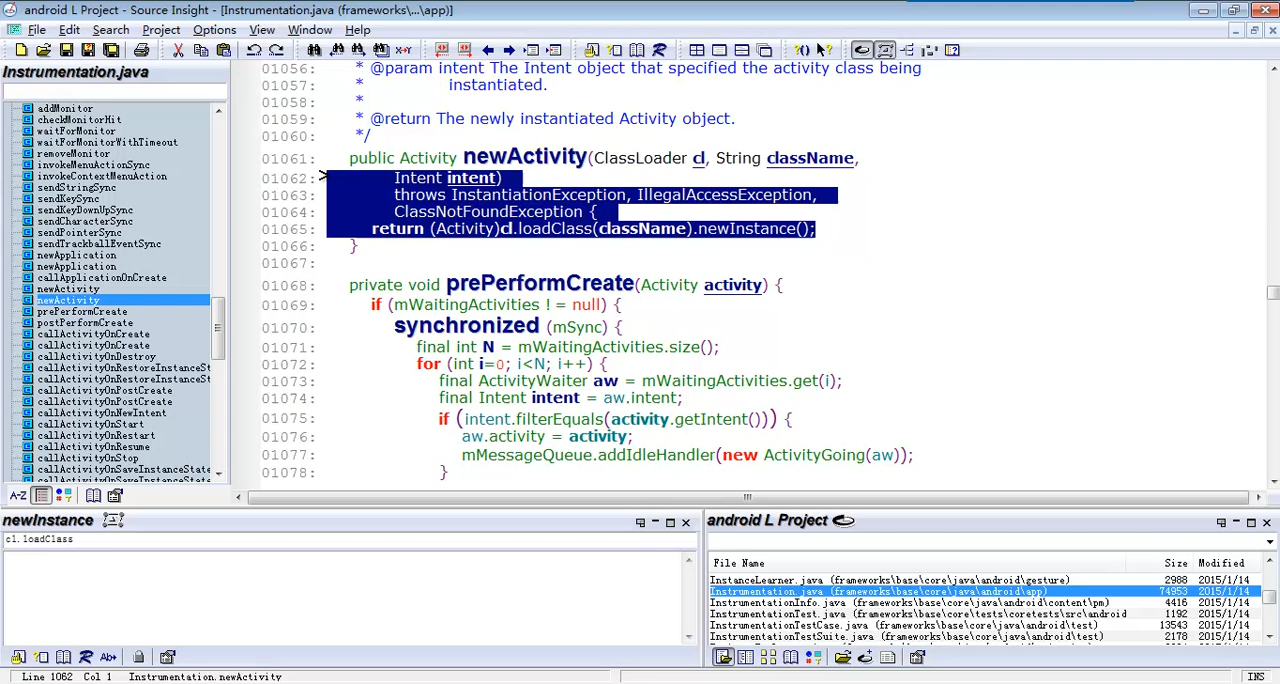 android L Project - Source Insight - [Instrumentation.java (frameworks\...\app)]
File Edit Search Project Options View Window Help
Instrumentation.java
addMonitor
checkMonitorHit
waitForMonitor
waitForMonitorWithTimeout
removeMonitor
invokeMenuActionSync
invokeContextMenuAction
sendStringSync
sendKeySync
sendKeyDownUpSync
sendCharacterSync
sendPointerSync
sendTrackballEventSync
newApplication
newApplication
callApplicationOnCreate
newActivity
newActivity
prePerformCreate
postPerformCreate
callActivityOnCreate
callActivityOnCreate
callActivityOnDestroy
callActivityOnRestoreInstanceSt
callActivityOnRestoreInstanceSt
callActivityOnPostCreate
callActivityOnPostCreate
callActivityOnNewIntent
callActivityOnStart
callActivityOnRestart
callActivityOnResume
callActivityOnStop
callActivityOnSaveInstanceState
callActivityOnSaveInstanceState
A-Z
01056: * @param intent The Intent object that specified the activity class being
01057: * instantiated.
01058: *
01059: * @return The newly instantiated Activity object.
01060: */
01061: public Activity newActivity(ClassLoader cl, String className,
01062: Intent intent)
01063: throws InstantiationException, IllegalAccessException,
01064: ClassNotFoundException {
01065: return (Activity)cl.loadClass(className).newInstance();
01066: }
01067:
01068: private void prePerformCreate(Activity activity) {
01069: if (mWaitingActivities ! = null) {
01070: synchronized (mSync) {
01071: final int N = mWaitingActivities.size();
01072: for (int i=0; i<N; i++) {
01073: final ActivityWaiter aw = mWaitingActivities.get(i);
01074: final Intent intent = aw.intent;
01075: if (intent.filterEquals(activity.getIntent())) {
01076: aw.activity = activity;
01077: mMessageQueue.addIdleHandler(new ActivityGoing(aw));
01078: }
newInstance
cl.loadClass
android L Project
File Name Size Modified
InstanceLearner.java (frameworks\base\core\java\android\gesture) 2988 2015/1/14
Instrumentation.java (frameworks\base\core\java\android\app) 74953 2015/1/14
InstrumentationInfo.java (frameworks\base\core\java\android\content\pm) 4416 2015/1/14
InstrumentationTest.java (frameworks\base\core\tests\coretests\src\android 1192 2015/1/14
InstrumentationTestCase.java (frameworks\base\core\java\android\test) 13543 2015/1/14
InstrumentationTestSuite.java (frameworks\base\core\java\android\test) 2178 2015/1/14
Line 1062 Col 1 Instrumentation.newActivity INS